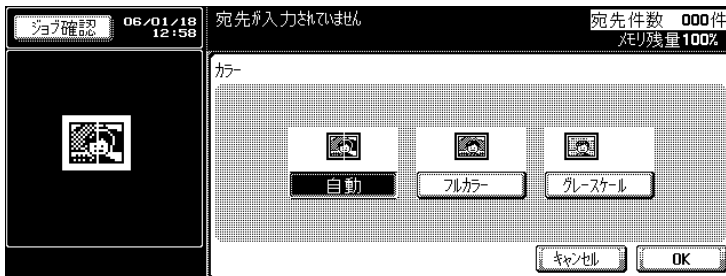 ジョブ確認
06/01/18
12:58
宛先が入力されていません
宛先件数 000件
メモリ残量100%
カラー
自動
フルカラー
グレースケール
キャンセル
OK